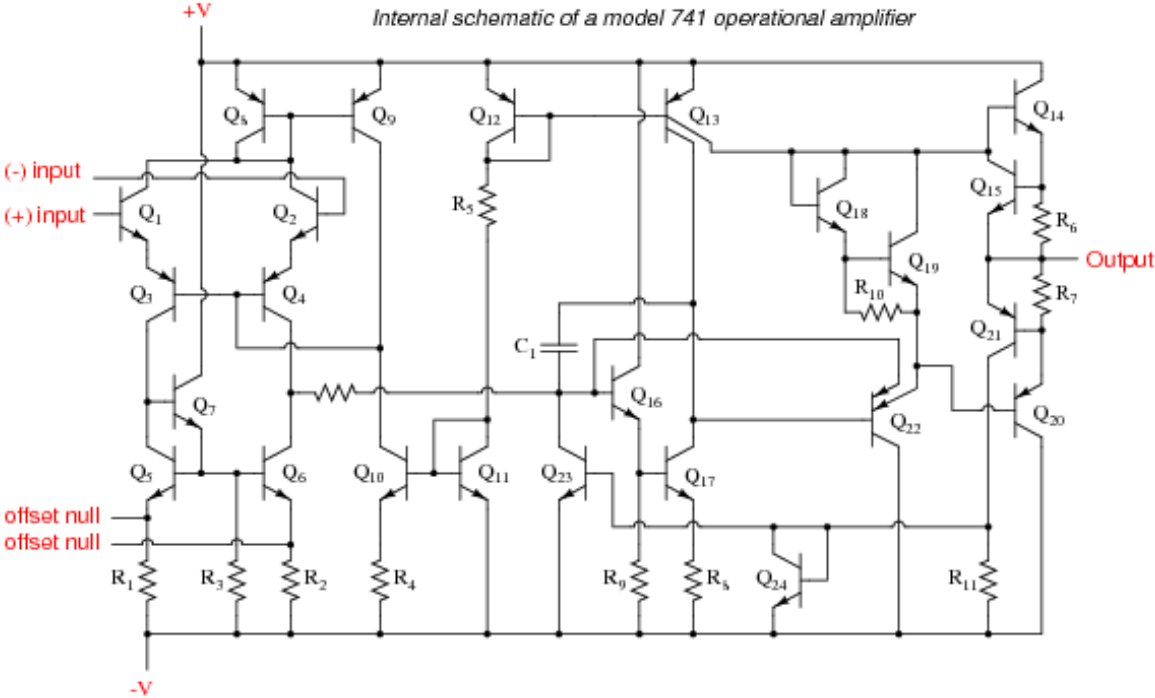 +V
Internal schematic of a model 741 operational amplifier
Q8
Q9
Q12
Q13
Q14
(-) input
(+) input
Q1
Q2
R5
Q18
Q15
R6
Q3
Q4
Q19
Output
R10
R7
C1
Q21
Q7
Q16
Q22
Q20
Q5
Q6
Q10
Q11
Q23
Q17
offset null
offset null
R1
R3
R2
R4
R9
R8
Q24
R11
-V